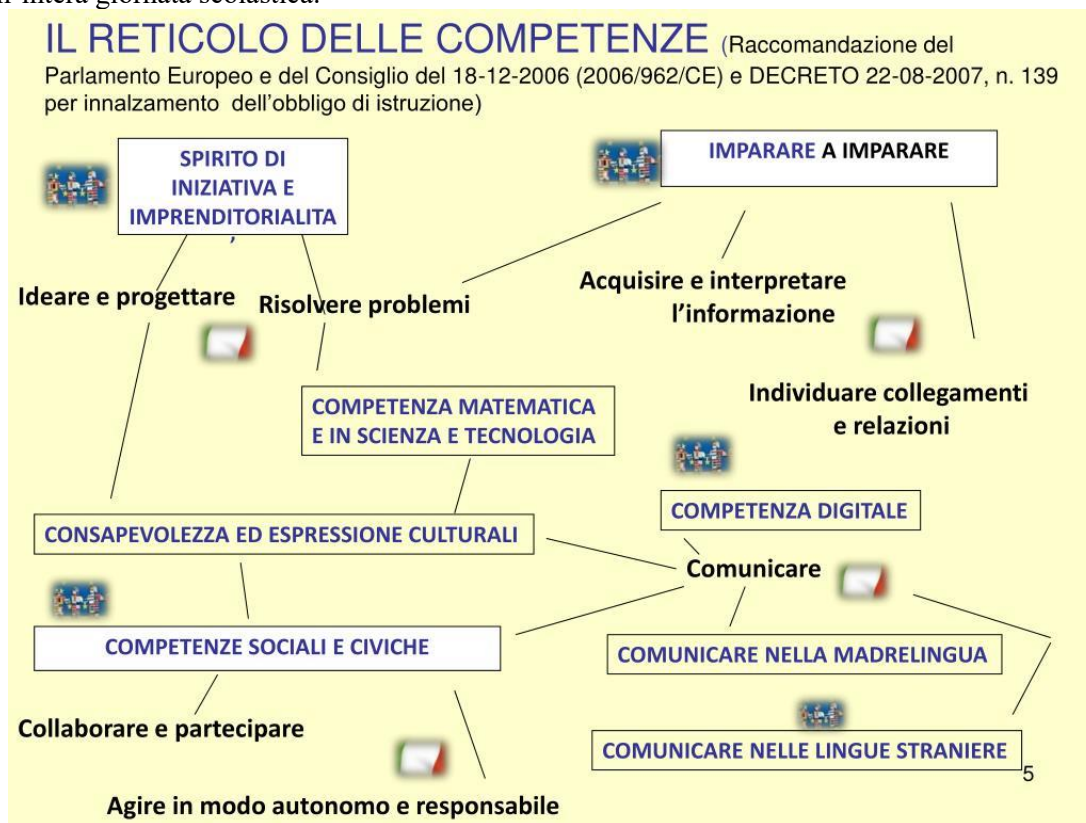 intera giornata scolastica.
IL RETICOLO DELLE COMPETENZE (Raccomandazione del
Parlamento Europeo e del Consiglio del 18-12-2006 (2006/962/CE) e DECRETO 22-08-2007, n. 139
per innalzamento dell'obbligo di istruzione)
SPIRITO DI
INIZIATIVA E
IMPRENDITORIALITA
’
IMPARARE A IMPARARE
Ideare e progettare
Risolvere problemi
Acquisire e interpretare
l'informazione
Individuare collegamenti
e relazioni
COMPETENZA MATEMATICA
E IN SCIENZA E TECNOLOGIA
COMPETENZA DIGITALE
CONSAPEVOLEZZA ED ESPRESSIONE CULTURALI
Comunicare
COMPETENZE SOCIALI E CIVICHE
COMUNICARE NELLA MADRELINGUA
Collaborare e partecipare
COMUNICARE NELLE LINGUE STRANIERE
5
Agire in modo autonomo e responsabile